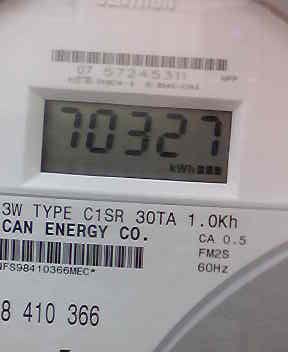 07 57245311
70327
kWh
3W TYPE C1SR 30TA 1.0Kh
CAN ENERGY CO.
CA 0.5
NFS98410366MEC*
FM2S
60Hz
8 410 366